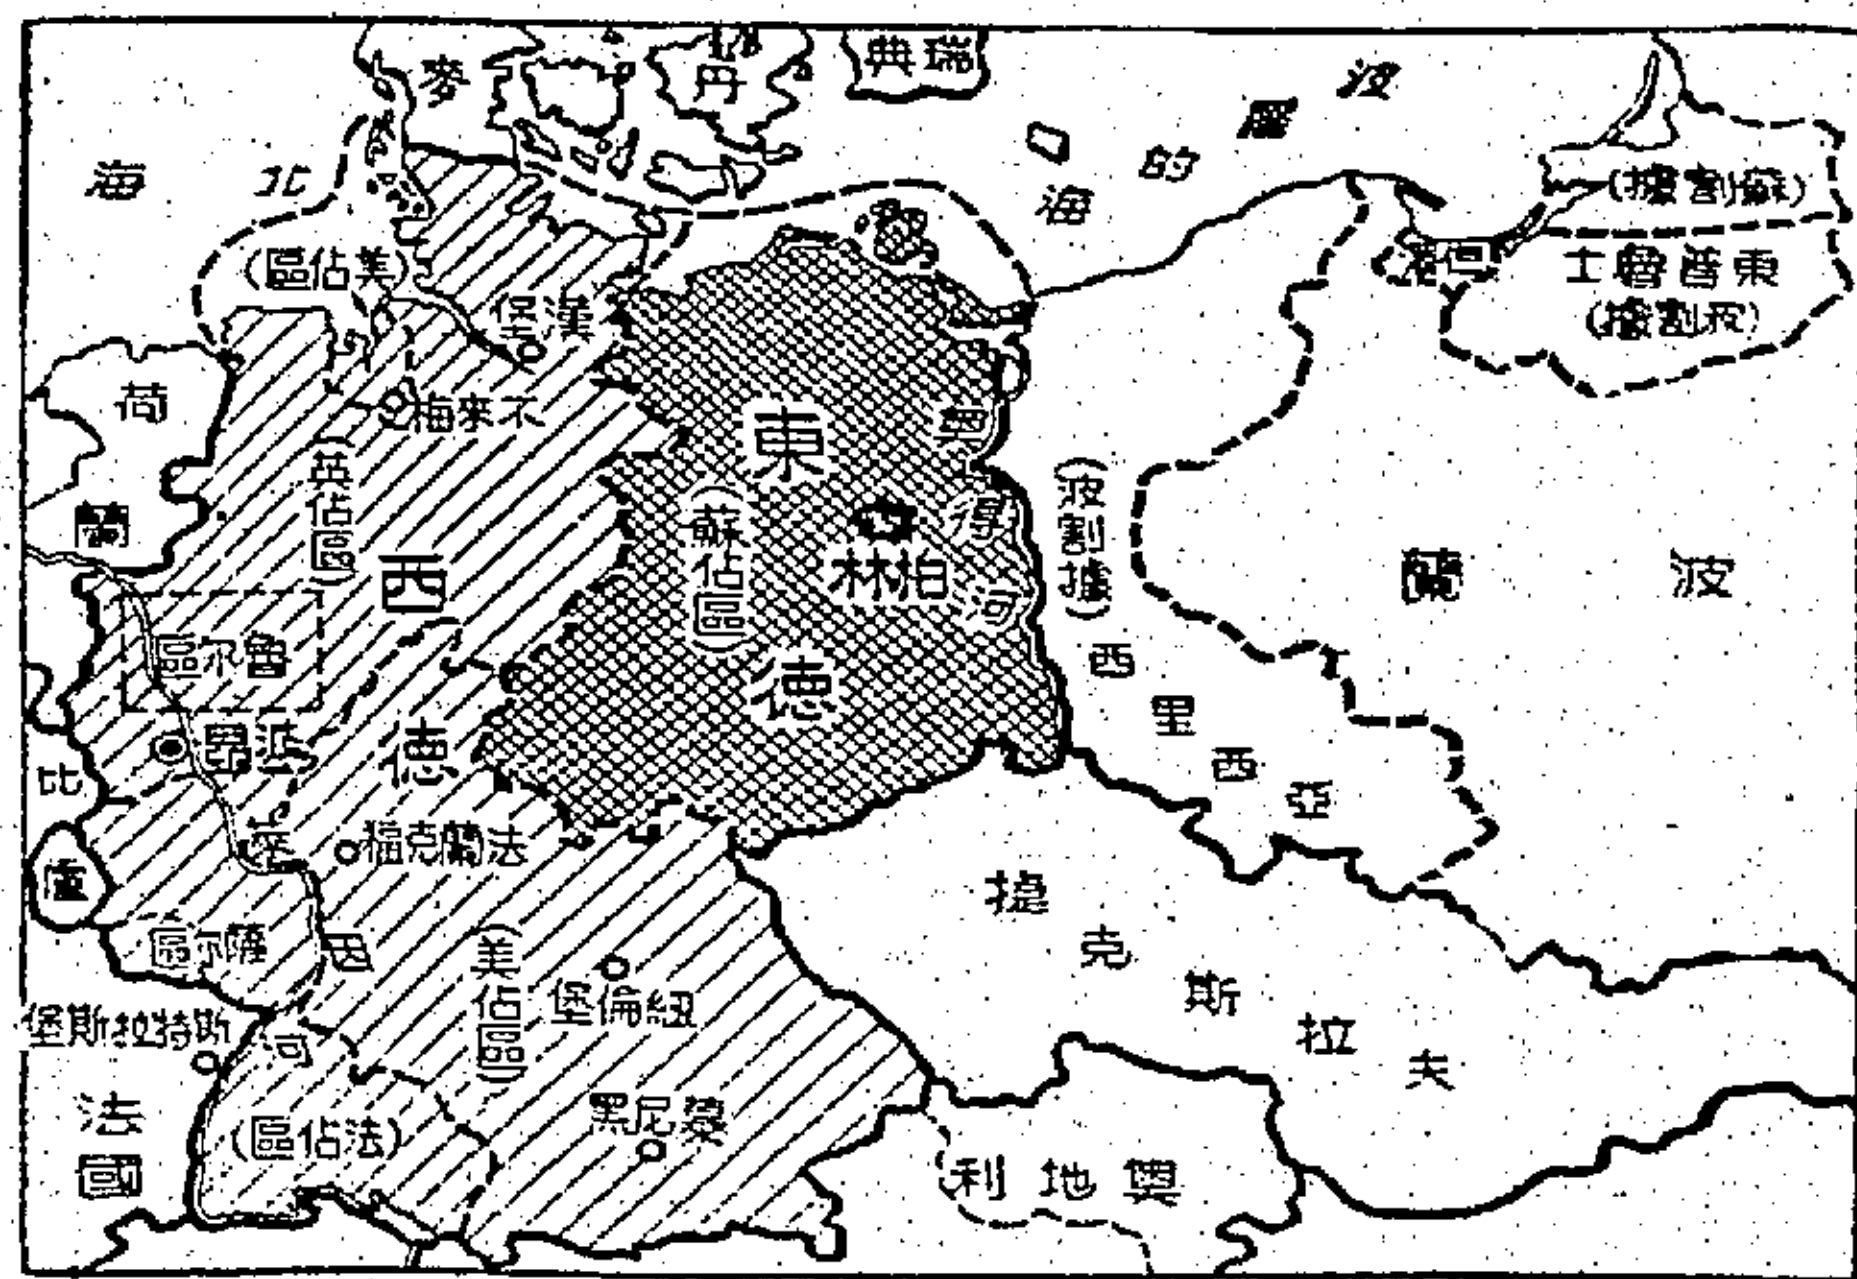 丹麥
瑞典
波羅的海
北海
(蘇割據)
東普魯士
(波割據)
(美佔區)
漢堡
不來梅
荷蘭
(英佔區)
西德
東德
(蘇佔區)
柏林
奧得河
(波割據)
西里西亞
波蘭
魯尔區
波昂
比
盧
萊因河
法蘭克福
薩尔區
(美佔區)
紐倫堡
斯特拉斯堡
法國
(法佔區)
慕尼黑
捷克斯拉夫
奧地利